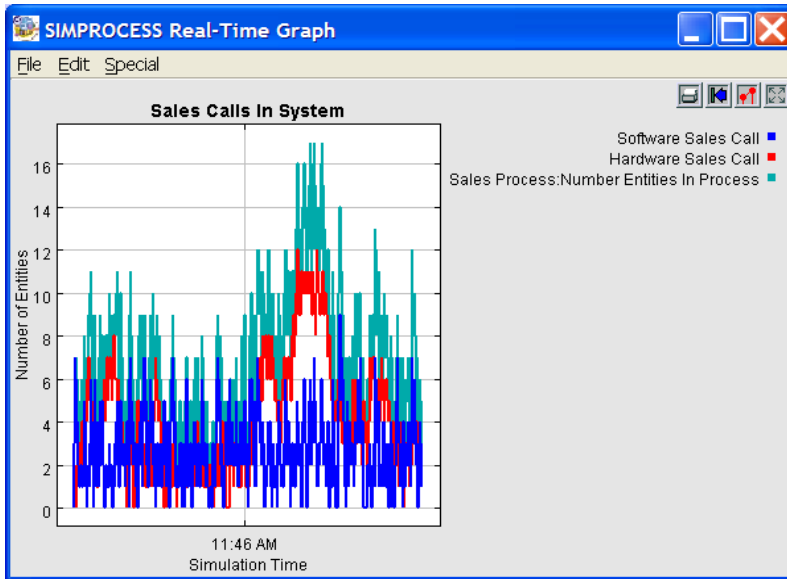 SIMPROCESS Real-Time Graph
File Edit Special
Sales Calls In System
Software Sales Call
Hardware Sales Call
Sales Process:Number Entities In Process
Number of Entities
16
14
12
10
8
6
4
2
0
11:46 AM
Simulation Time